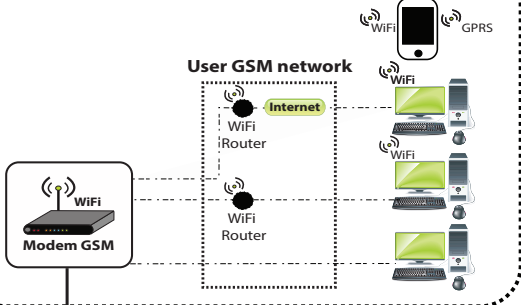 WiFi
GPRS
User GSM network
WiFi
Internet
WiFi
Router
WiFi
WiFi
Modem GSM
WiFi
Router